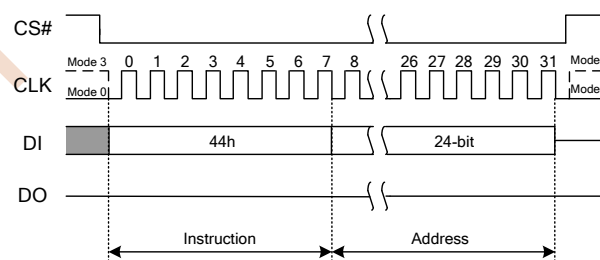 CS#
Mode 3 0 1 2 3 4 5 6 7 8 26 27 28 29 30 31 Mode
CLK
Mode 0 Mode
DI 44h 24-bit
DO
Instruction Address